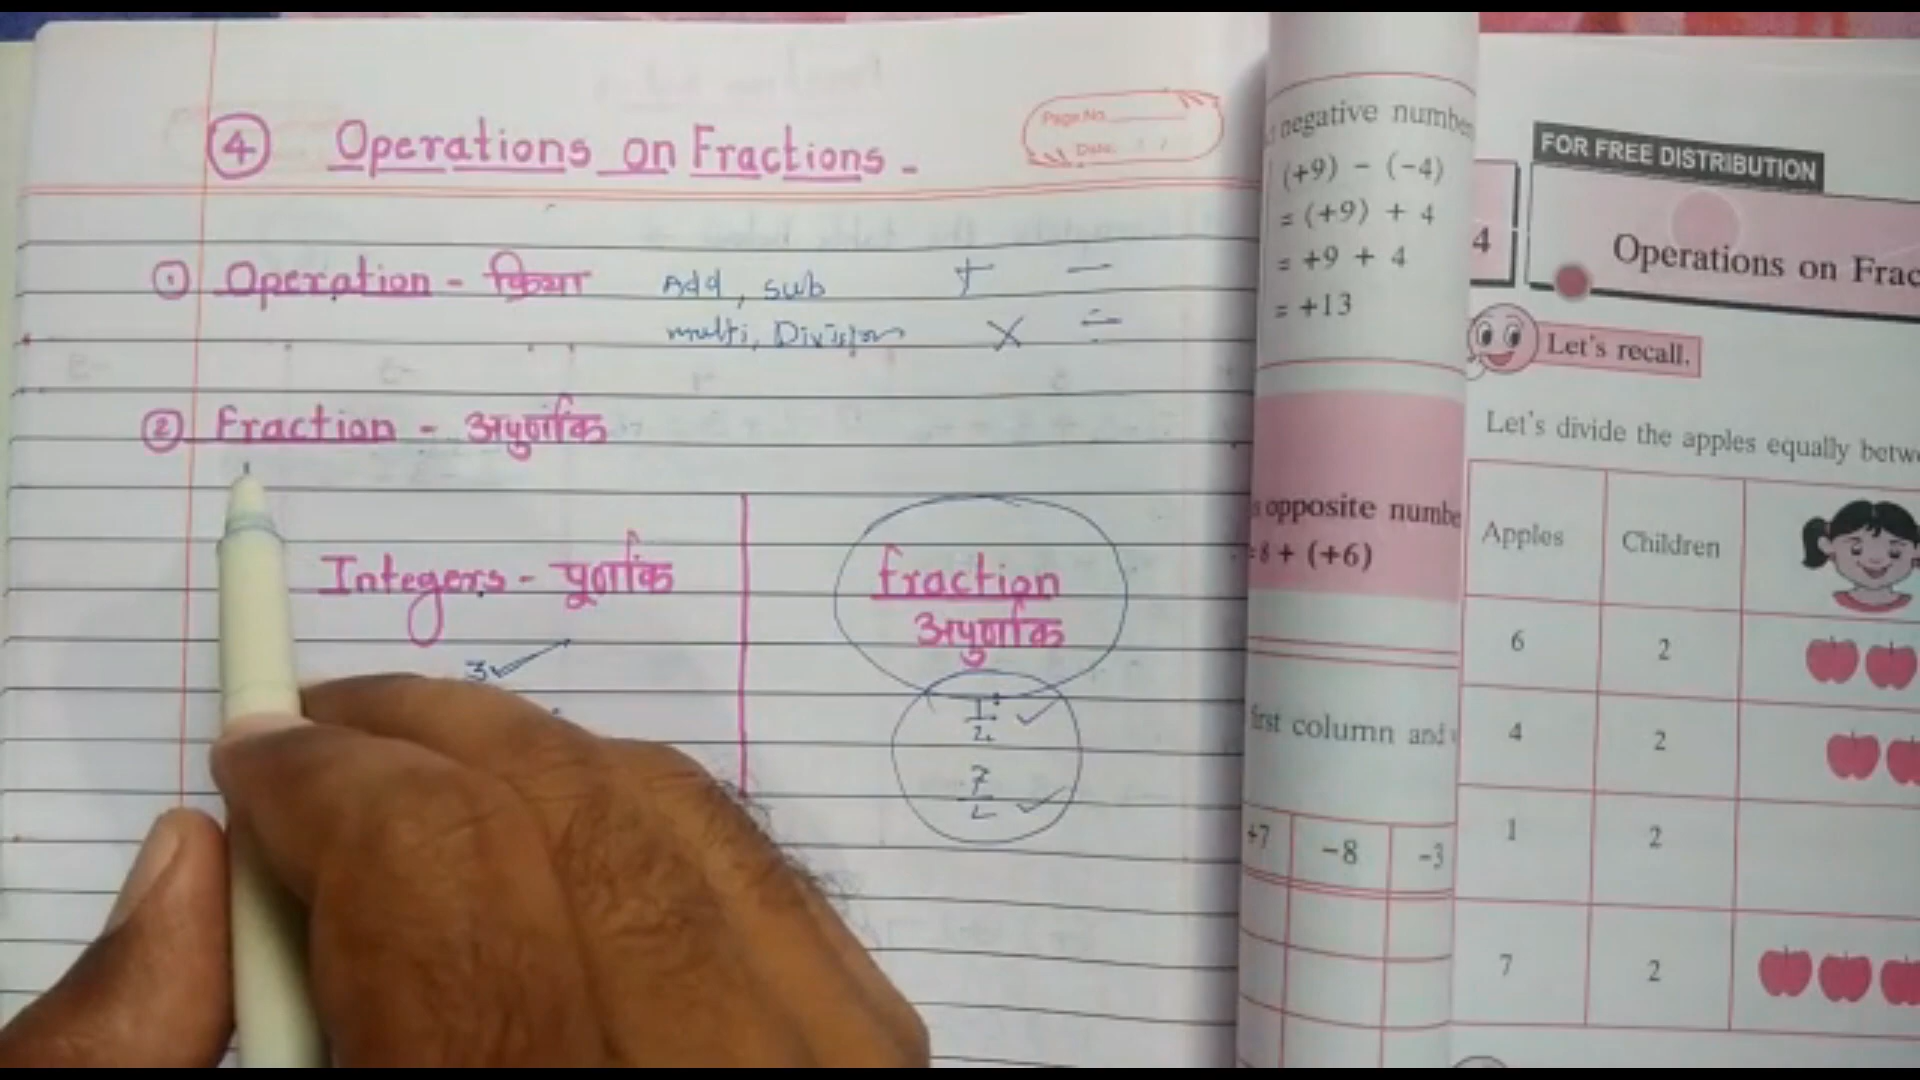 4 Operations on Fractions -
Page No.
Date:
1 Operation - क्रिया Add, sub + -
multi, Division × ÷
2 Fraction - अपुर्णांक
Integers - पूर्णांक
3
fraction
अपुर्णांक
1/2
7/2
negative number
(+9) - (-4)
= (+9) + 4
= +9 + 4
= +13
opposite numbe
8 + (+6)
first column and
+7 -8 -3
FOR FREE DISTRIBUTION
4 Operations on Frac
Let's recall.
Let's divide the apples equally betw
Apples Children
6 2
4 2
1 2
7 2